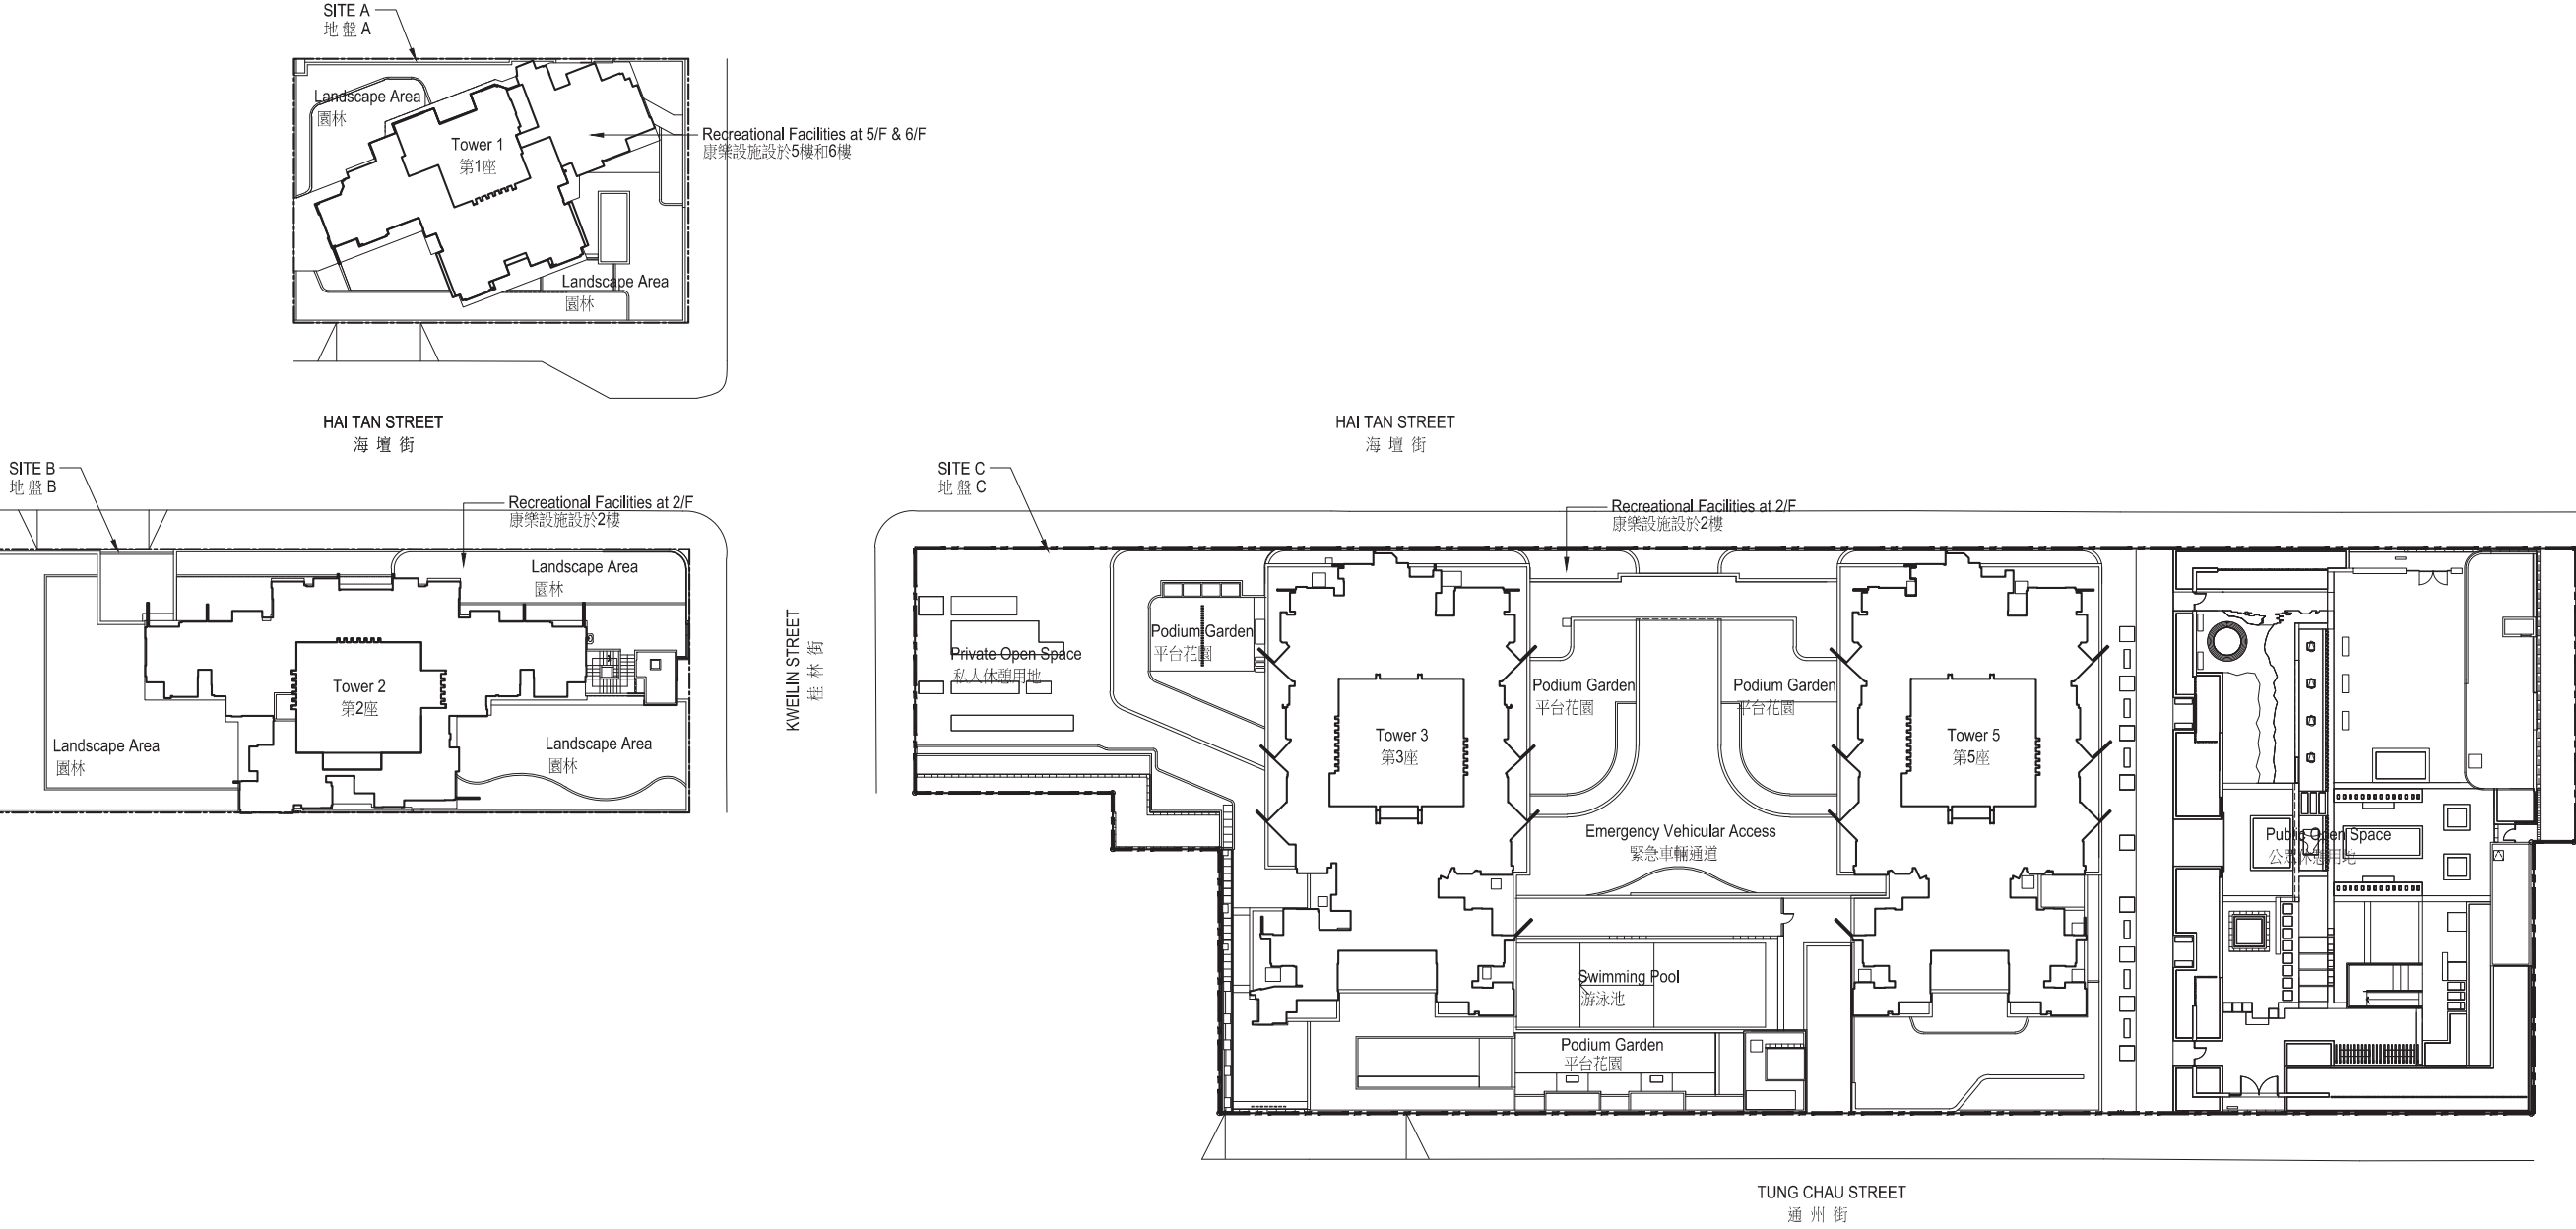 SITE A
地盤 A
Landscape Area
園林
Tower 1
第1座
Recreational Facilities at 5/F & 6/F
康樂設施設於5樓和6樓
Landscape Area
園林
HAI TAN STREET
海壇街
HAI TAN STREET
海壇街
SITE B
地盤 B
Recreational Facilities at 2/F
康樂設施設於2樓
Landscape Area
園林
Tower 2
第2座
Landscape Area
園林
Landscape Area
園林
KWEILIN STREET
桂林街
SITE C
地盤 C
Recreational Facilities at 2/F
康樂設施設於2樓
Private Open Space
私人休憩用地
Podium Garden
平台花園
Tower 3
第3座
Podium Garden
平台花園
Podium Garden
平台花園
Tower 5
第5座
Emergency Vehicular Access
緊急車輛通道
Public Open Space
公眾休憩用地
Swimming Pool
游泳池
Podium Garden
平台花園
TUNG CHAU STREET
通州街